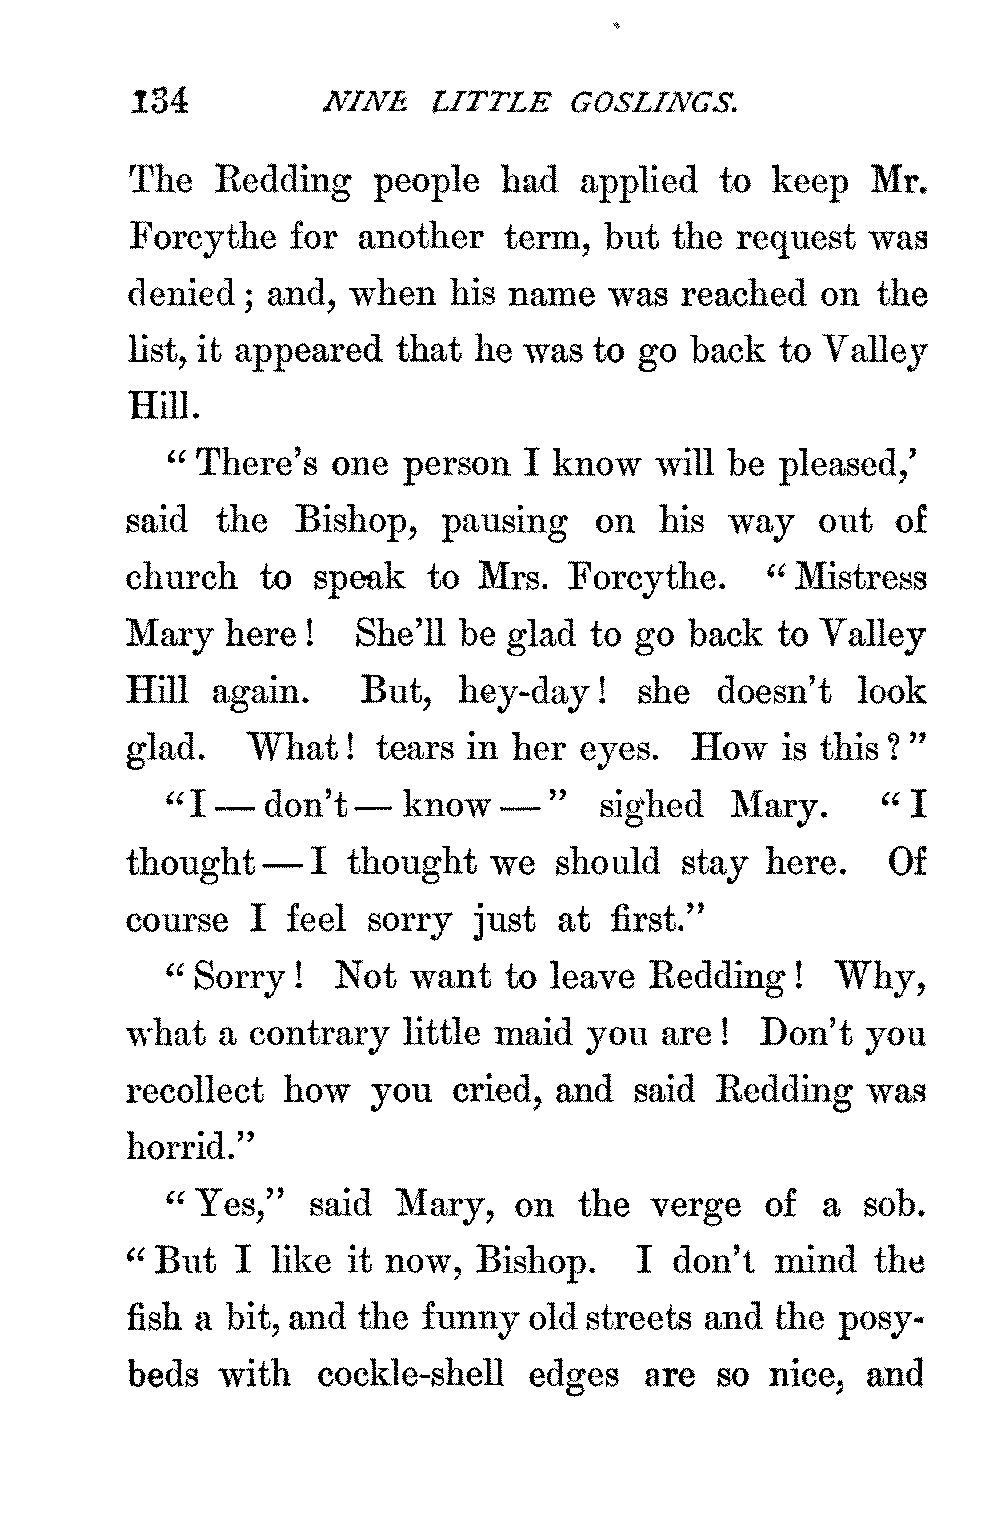 134 NINE LITTLE GOSLINGS.
The Redding people had applied to keep Mr.
Forcythe for another term, but the request was
denied; and, when his name was reached on the
list, it appeared that he was to go back to Valley
Hill.
“There's one person I know will be pleased,'
said the Bishop, pausing on his way out of
church to speak to Mrs. Forcythe. “Mistress
Mary here! She'll be glad to go back to Valley
Hill again. But, hey-day! she doesn't look
glad. What! tears in her eyes. How is this?”
“I — don't — know —” sighed Mary. “I
thought — I thought we should stay here. Of
course I feel sorry just at first.”
“Sorry! Not want to leave Redding! Why,
what a contrary little maid you are! Don't you
recollect how you cried, and said Redding was
horrid.”
“Yes,” said Mary, on the verge of a sob.
“But I like it now, Bishop. I don't mind the
fish a bit, and the funny old streets and the posy-
beds with cockle-shell edges are so nice, and